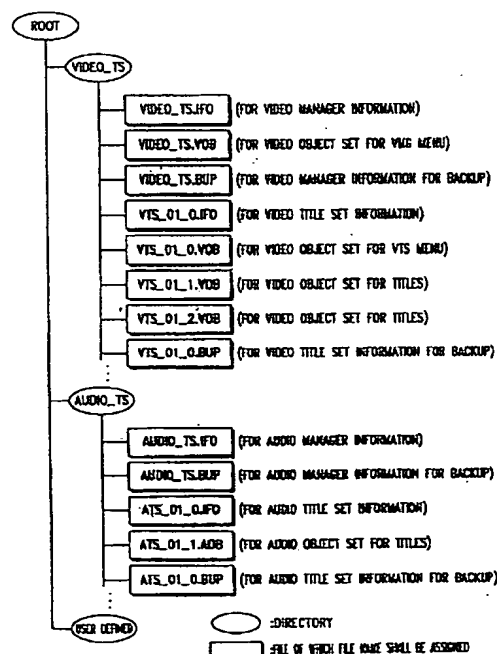 ROOT
VIDEO_TS
VIDEO_TS.IFO (FOR VIDEO MANAGER INFORMATION)
VIDEO_TS.VOB (FOR VIDEO OBJECT SET FOR VMG MENU)
VIDEO_TS.BUP (FOR VIDEO MANAGER INFORMATION FOR BACKUP)
VTS_01_0.IFO (FOR VIDEO TITLE SET INFORMATION)
VTS_01_0.VOB (FOR VIDEO OBJECT SET FOR VTS MENU)
VTS_01_1.VOB (FOR VIDEO OBJECT SET FOR TITLES)
VTS_01_2.VOB (FOR VIDEO OBJECT SET FOR TITLES)
VTS_01_0.BUP (FOR VIDEO TITLE SET INFORMATION FOR BACKUP)
AUDIO_TS
AUDIO_TS.IFO (FOR AUDIO MANAGER INFORMATION)
AUDIO_TS.BUP (FOR AUDIO MANAGER INFORMATION FOR BACKUP)
ATS_01_0.IFO (FOR AUDIO TITLE SET INFORMATION)
ATS_01_1.AOB (FOR AUDIO OBJECT SET FOR TITLES)
ATS_01_0.BUP (FOR AUDIO TITLE SET INFORMATION FOR BACKUP)
USER DEFINED
:DIRECTORY
:FILE OF WHICH FILE NAME SHALL BE ASSIGNED